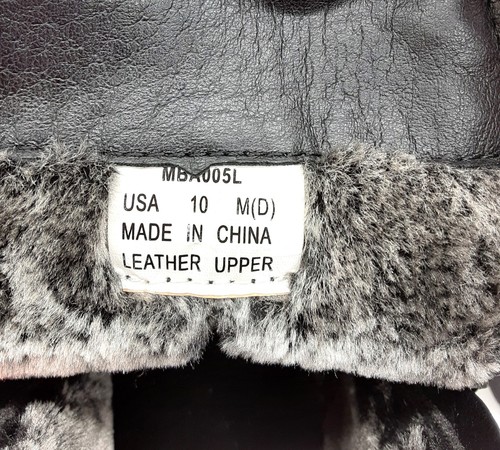 MBA005L
USA 10 M(D)
MADE IN CHINA
LEATHER UPPER